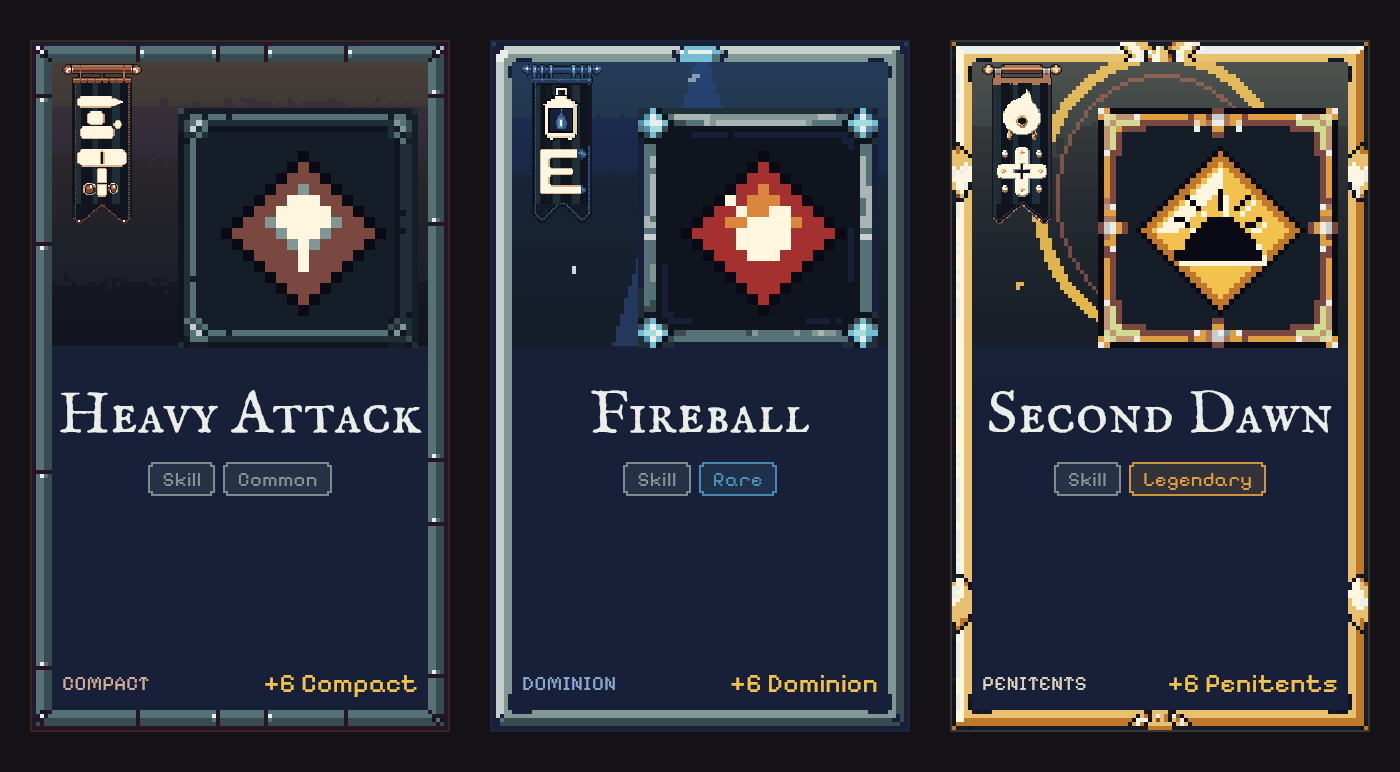 Heavy Attack
Skill Common
COMPACT +6 Compact
E
Fireball
Skill Rare
DOMINION +6 Dominion
Second Dawn
Skill Legendary
PENITENTS +6 Penitents